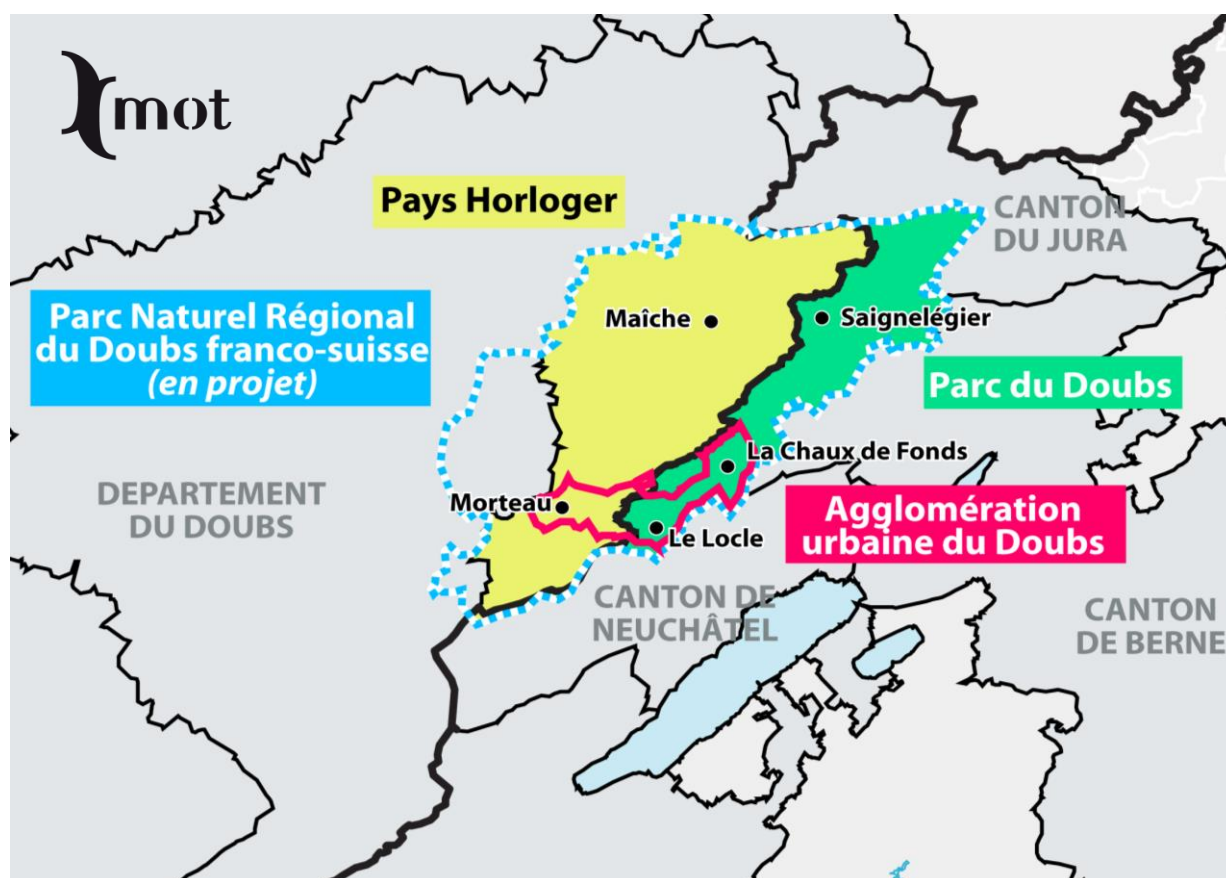 mot
Pays Horloger
CANTON
DU JURA
Parc Naturel Régional
du Doubs franco-suisse
(en projet)
Maîche
Saignelégier
Parc du Doubs
La Chaux de Fonds
DEPARTEMENT
DU DOUBS
Morteau
Agglomération
urbaine du Doubs
Le Locle
CANTON DE
NEUCHÂTEL
CANTON
DE BERNE